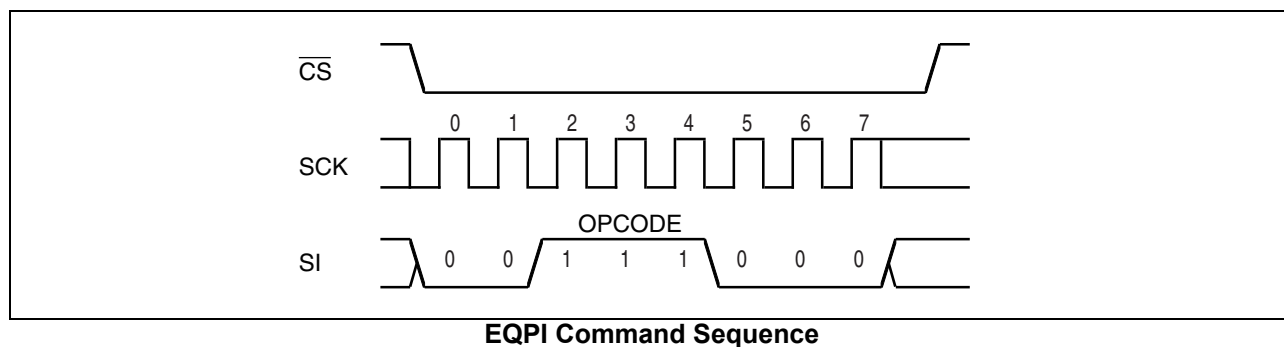 CS
0 1 2 3 4 5 6 7
SCK
OPCODE
SI 0 0 1 1 1 0 0 0
EQPI Command Sequence